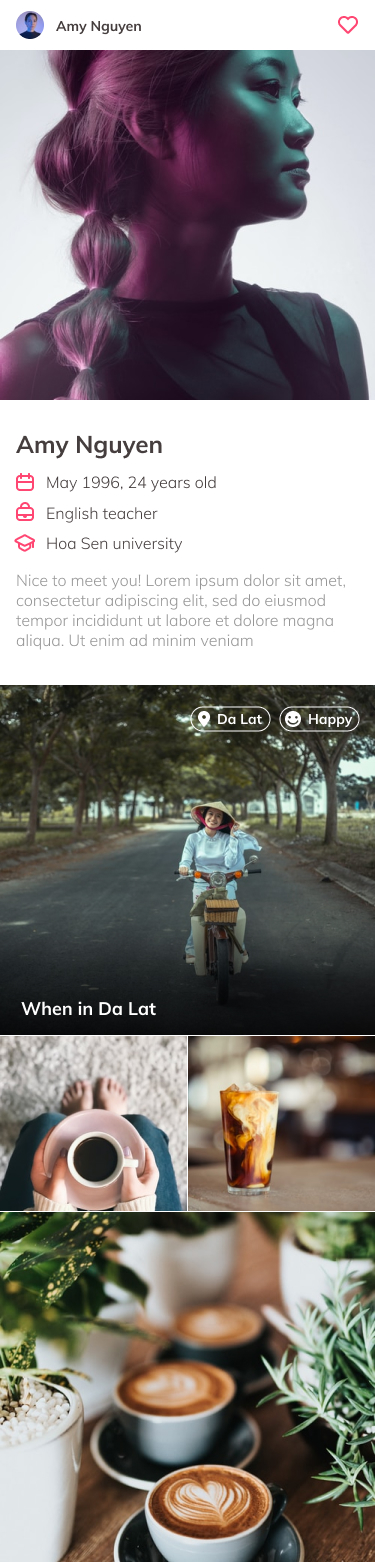 Amy Nguyen
Amy Nguyen
May 1996, 24 years old
English teacher
Hoa Sen university
Nice to meet you! Lorem ipsum dolor sit amet,
consectetur adipiscing elit, sed do eiusmod
tempor incididunt ut labore et dolore magna
aliqua. Ut enim ad minim veniam
Da Lat
Happy
When in Da Lat